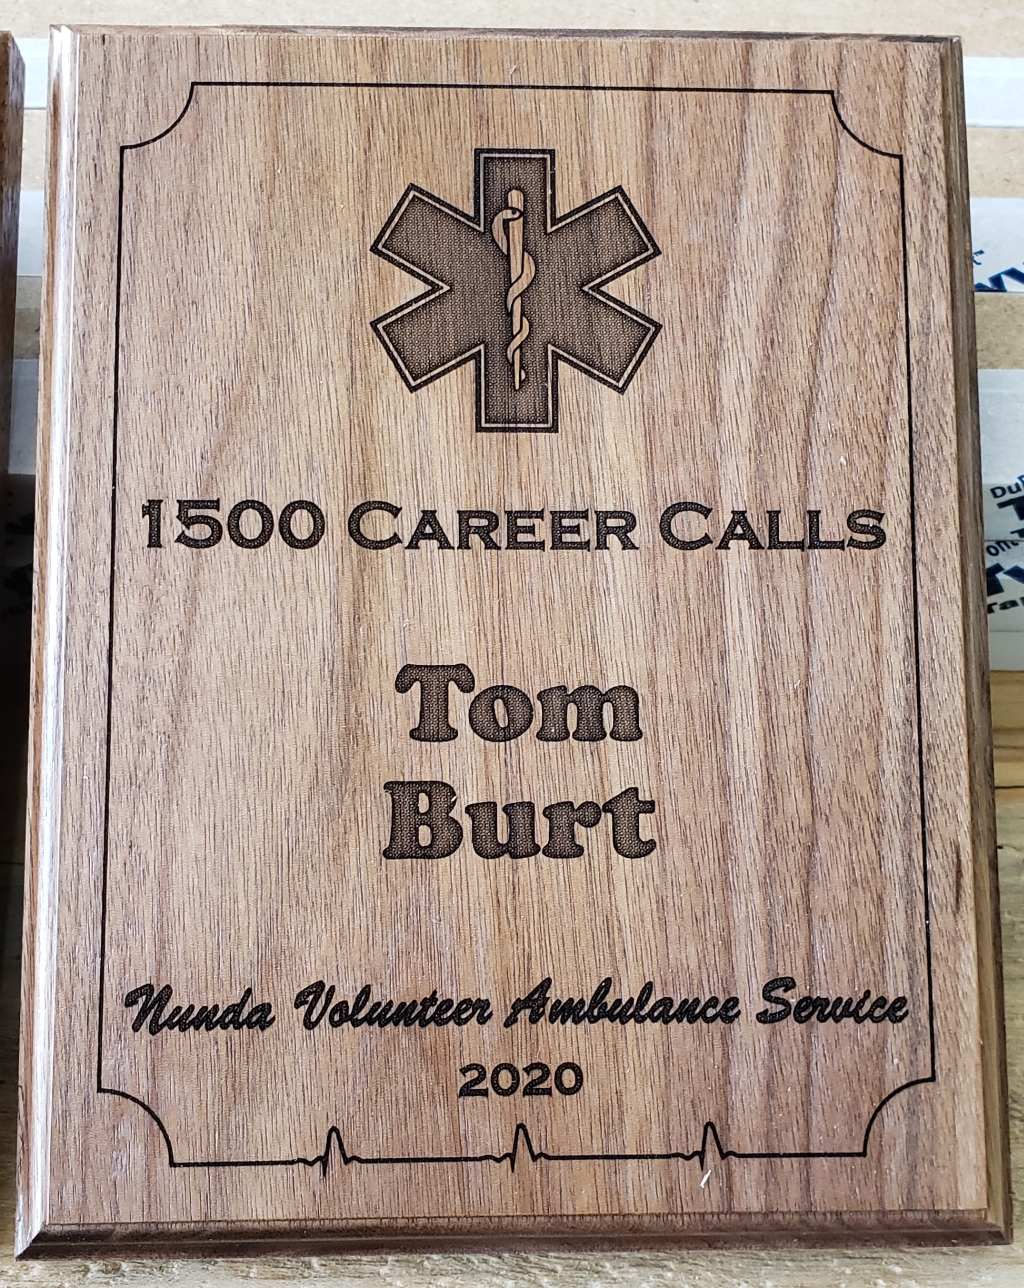 1500 Career Calls
Tom
Burt
Nunda Volunteer Ambulance Service
2020